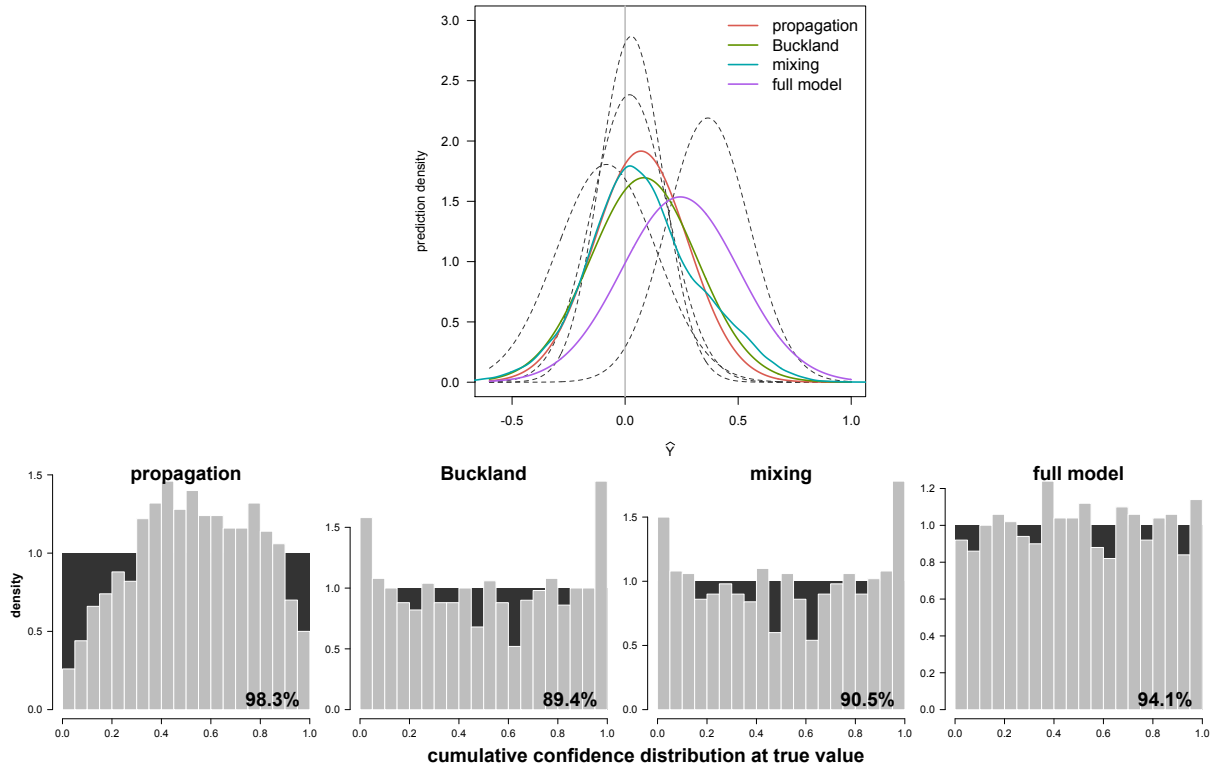 3.0
2.5
2.0
1.5
1.0
0.5
0.0
prediction density
propagation
Buckland
mixing
full model
-0.5 0.0 0.5 1.0
Ŷ
propagation Buckland mixing full model
density
1.5
1.0
0.5
0.0
98.3%
0.0 0.2 0.4 0.6 0.8 1.0
1.5
1.0
0.5
0.0
89.4%
0.0 0.2 0.4 0.6 0.8 1.0
1.5
1.0
0.5
0.0
90.5%
0.0 0.2 0.4 0.6 0.8 1.0
1.2
1.0
0.8
0.6
0.4
0.2
0.0
94.1%
0.0 0.2 0.4 0.6 0.8 1.0
cumulative confidence distribution at true value